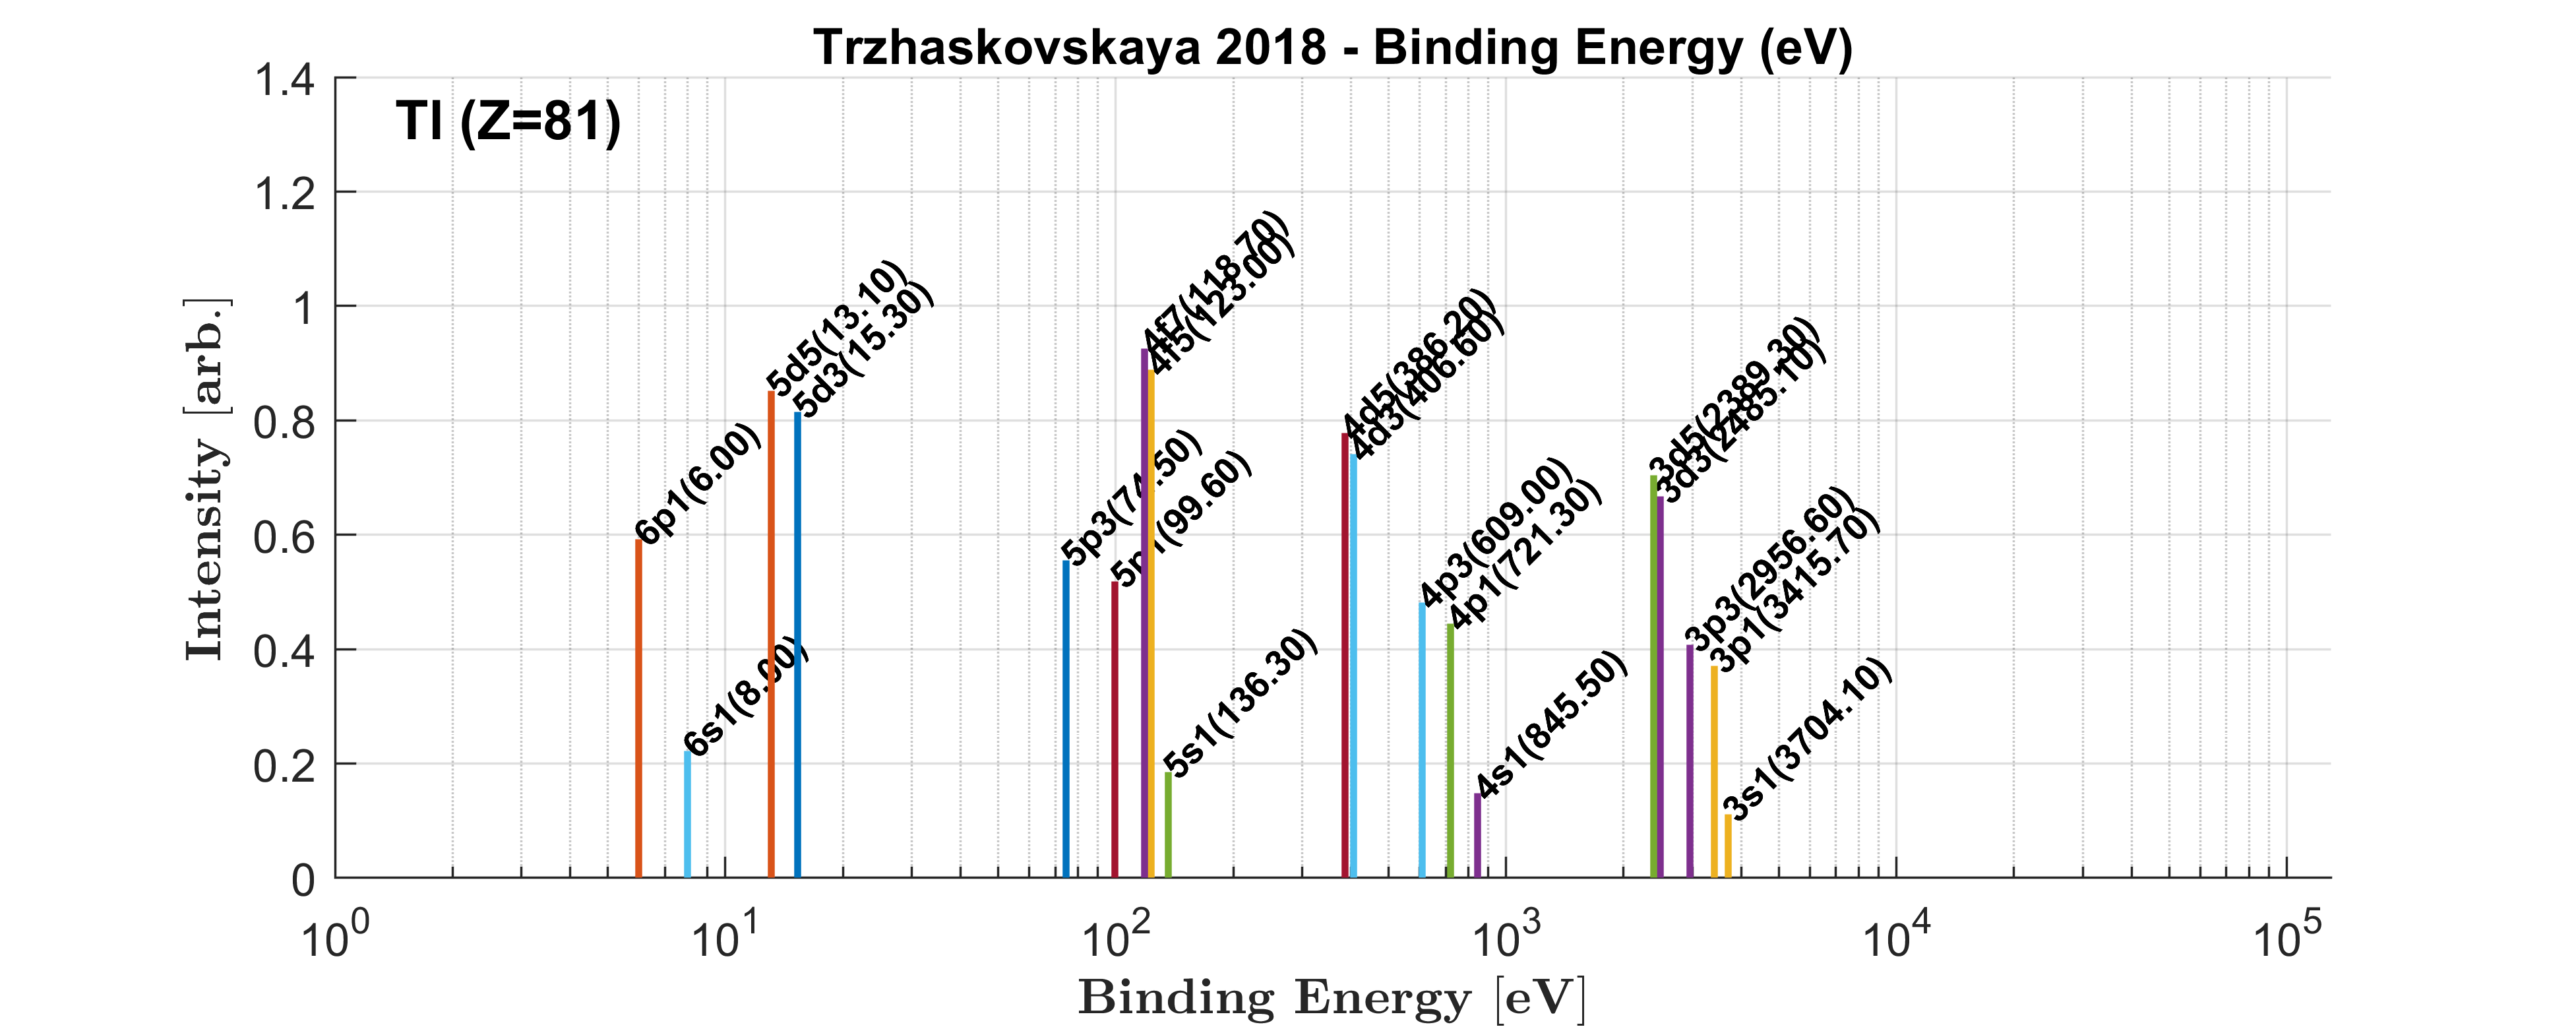 Trzhaskovskaya 2018 - Binding Energy (eV)
Tl (Z=81)
Intensity [arb.]
1.4
1.2
1
0.8
0.6
0.4
0.2
0
6p1(6.00)
6s1(8.00)
5d5(13.10)
5d3(15.30)
5p3(74.50)
5p1(99.60)
4f7(118.70)
4f5(123.00)
5s1(136.30)
4d5(386.20)
4d3(406.60)
4p3(609.00)
4p1(721.30)
4s1(845.50)
3d5(2389.30)
3d3(2485.10)
3p3(2956.60)
3p1(3415.70)
3s1(3704.10)
10^0
10^1
10^2
10^3
10^4
10^5
Binding Energy [eV]